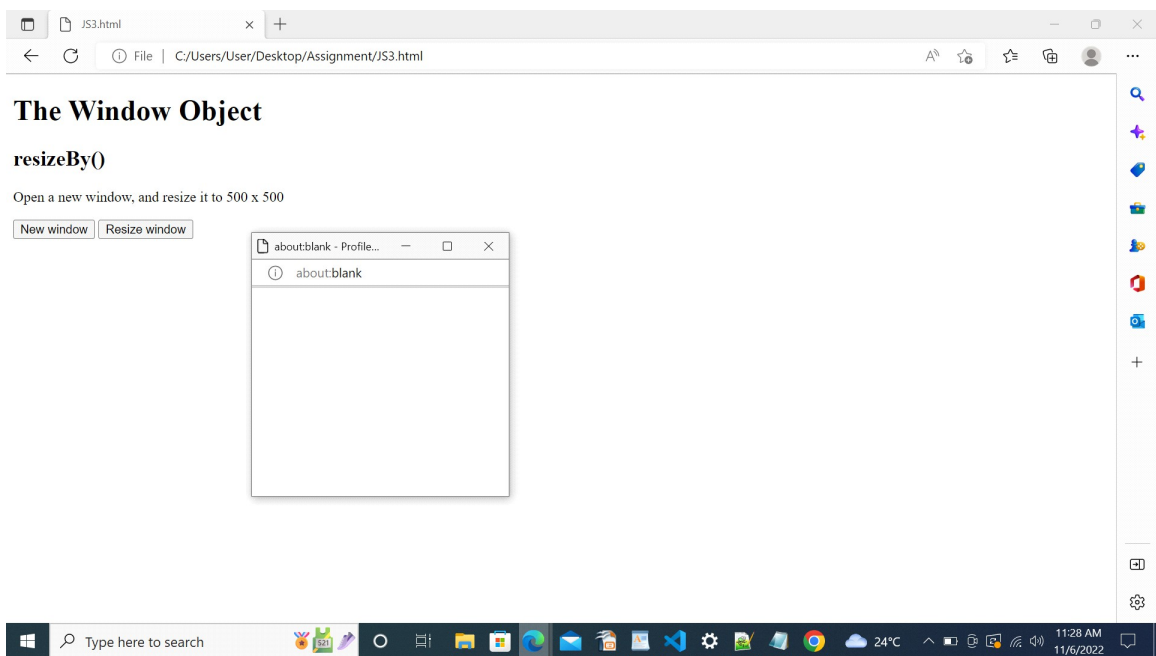 JS3.html
File | C:/Users/User/Desktop/Assignment/JS3.html
The Window Object
resizeBy()
Open a new window, and resize it to 500 x 500
New window Resize window
about:blank - Profile...
about:blank
Type here to search
521
24°C
11:28 AM
11/6/2022